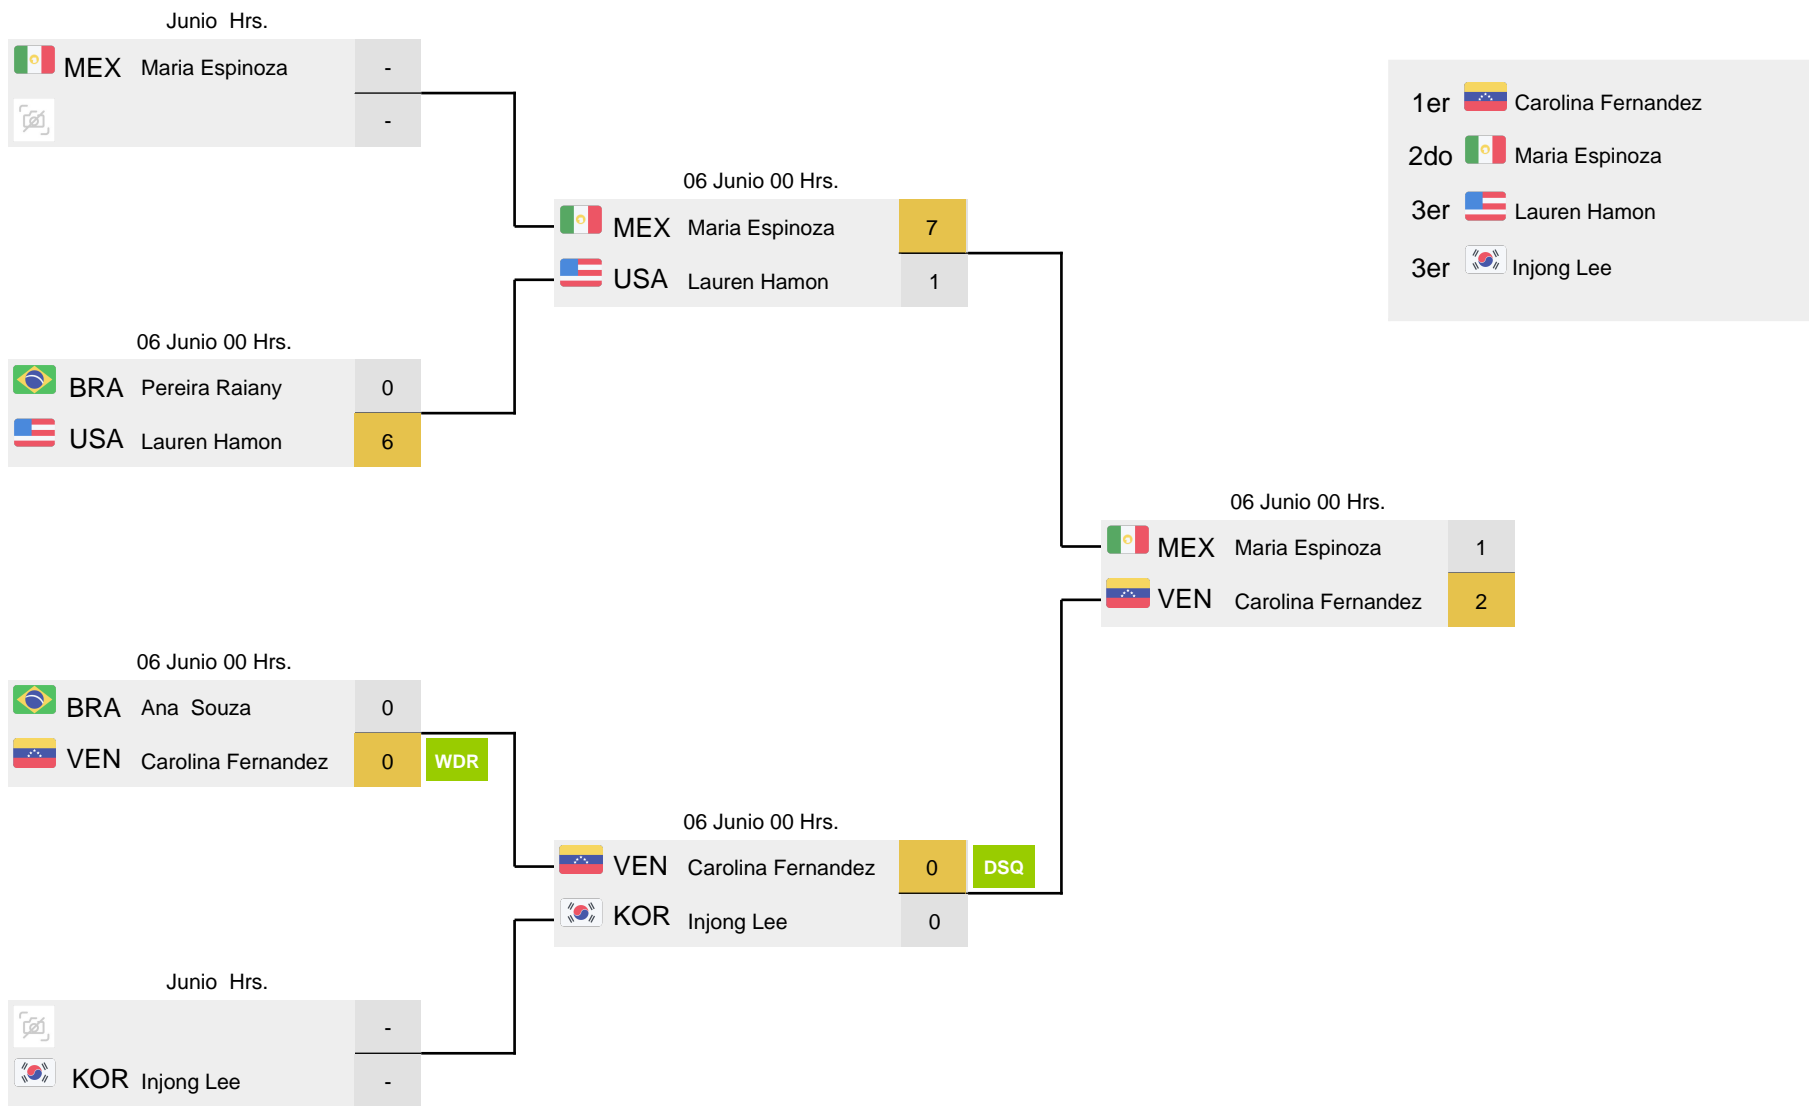 Junio  Hrs.
MEX Maria Espinoza -
-
06 Junio 00 Hrs.
BRA Pereira Raiany 0
USA Lauren Hamon 6
06 Junio 00 Hrs.
BRA Ana  Souza 0
VEN Carolina Fernandez 0 WDR
Junio  Hrs.
-
KOR Injong Lee -
06 Junio 00 Hrs.
MEX Maria Espinoza 7
USA Lauren Hamon 1
06 Junio 00 Hrs.
VEN Carolina Fernandez 0 DSQ
KOR Injong Lee 0
06 Junio 00 Hrs.
MEX Maria Espinoza 1
VEN Carolina Fernandez 2
1er Carolina Fernandez
2do Maria Espinoza
3er Lauren Hamon
3er Injong Lee